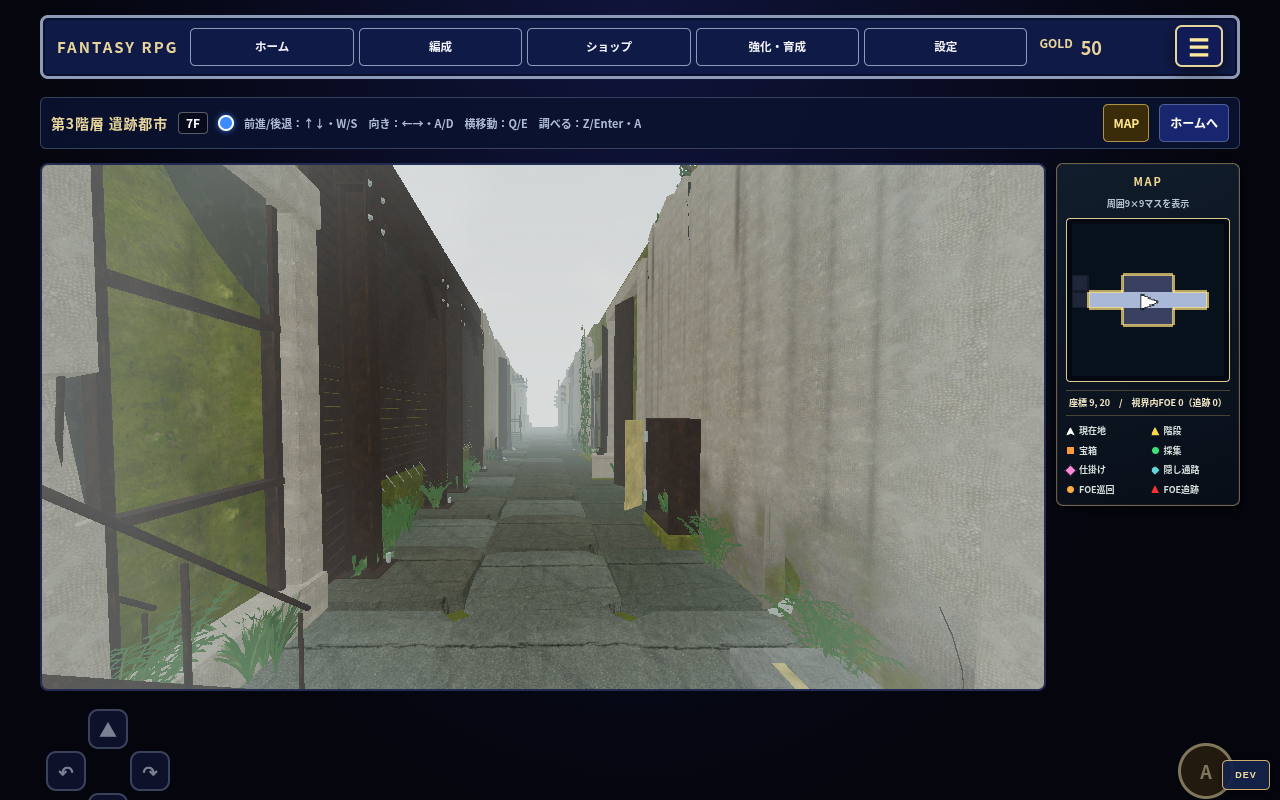 FANTASY RPG ホーム 編成 ショップ 強化・育成 設定 GOLD 50
第3階層 遺跡都市 7F 前進/後退：↑↓・W/S 向き：←→・A/D 横移動：Q/E 調べる：Z/Enter・A MAP ホームへ
MAP
周囲9×9マスを表示
座標 9, 20 / 視界内FOE 0（追跡 0）
現在地 階段
宝箱 採集
仕掛け 隠し通路
FOE巡回 FOE追跡
A
DEV